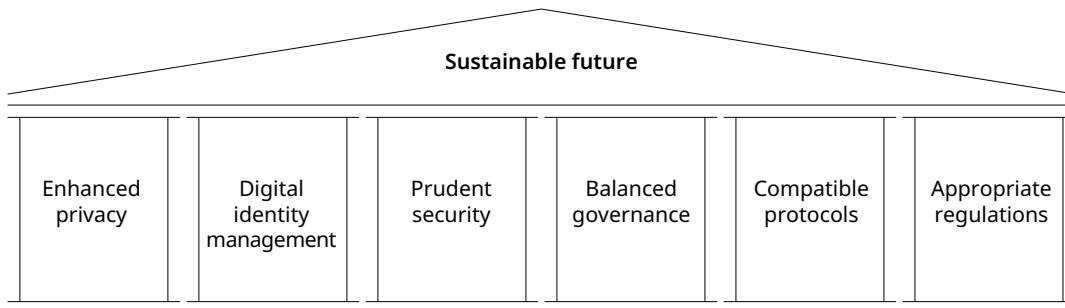 Sustainable future
Enhanced
privacy
Digital
identity
management
Prudent
security
Balanced
governance
Compatible
protocols
Appropriate
regulations